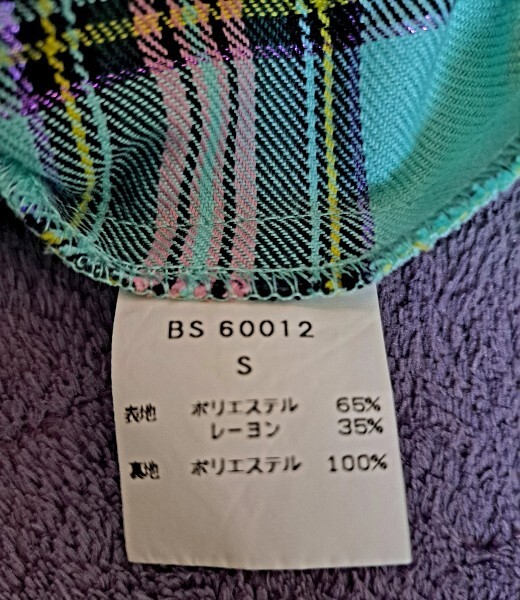 BS 60012
S
表地 ポリエステル 65%
レーヨン 35%
裏地 ポリエステル 100%